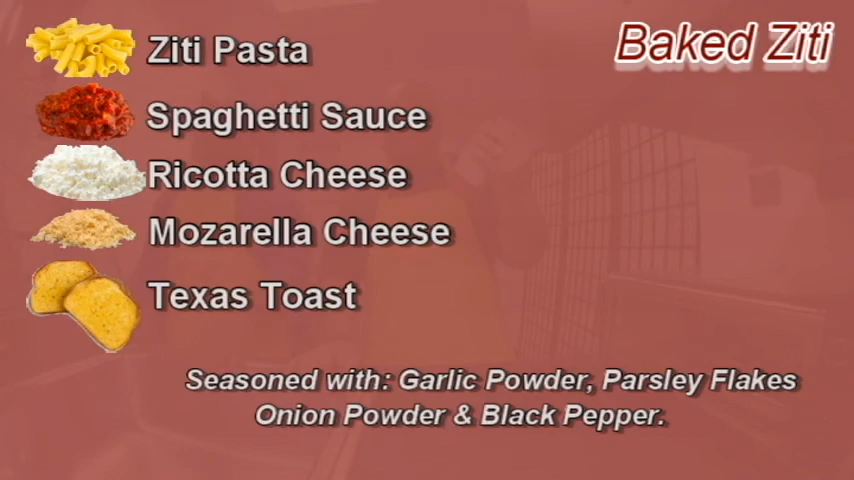 Baked Ziti
Ziti Pasta
Spaghetti Sauce
Ricotta Cheese
Mozarella Cheese
Texas Toast
Seasoned with: Garlic Powder, Parsley Flakes
Onion Powder & Black Pepper.